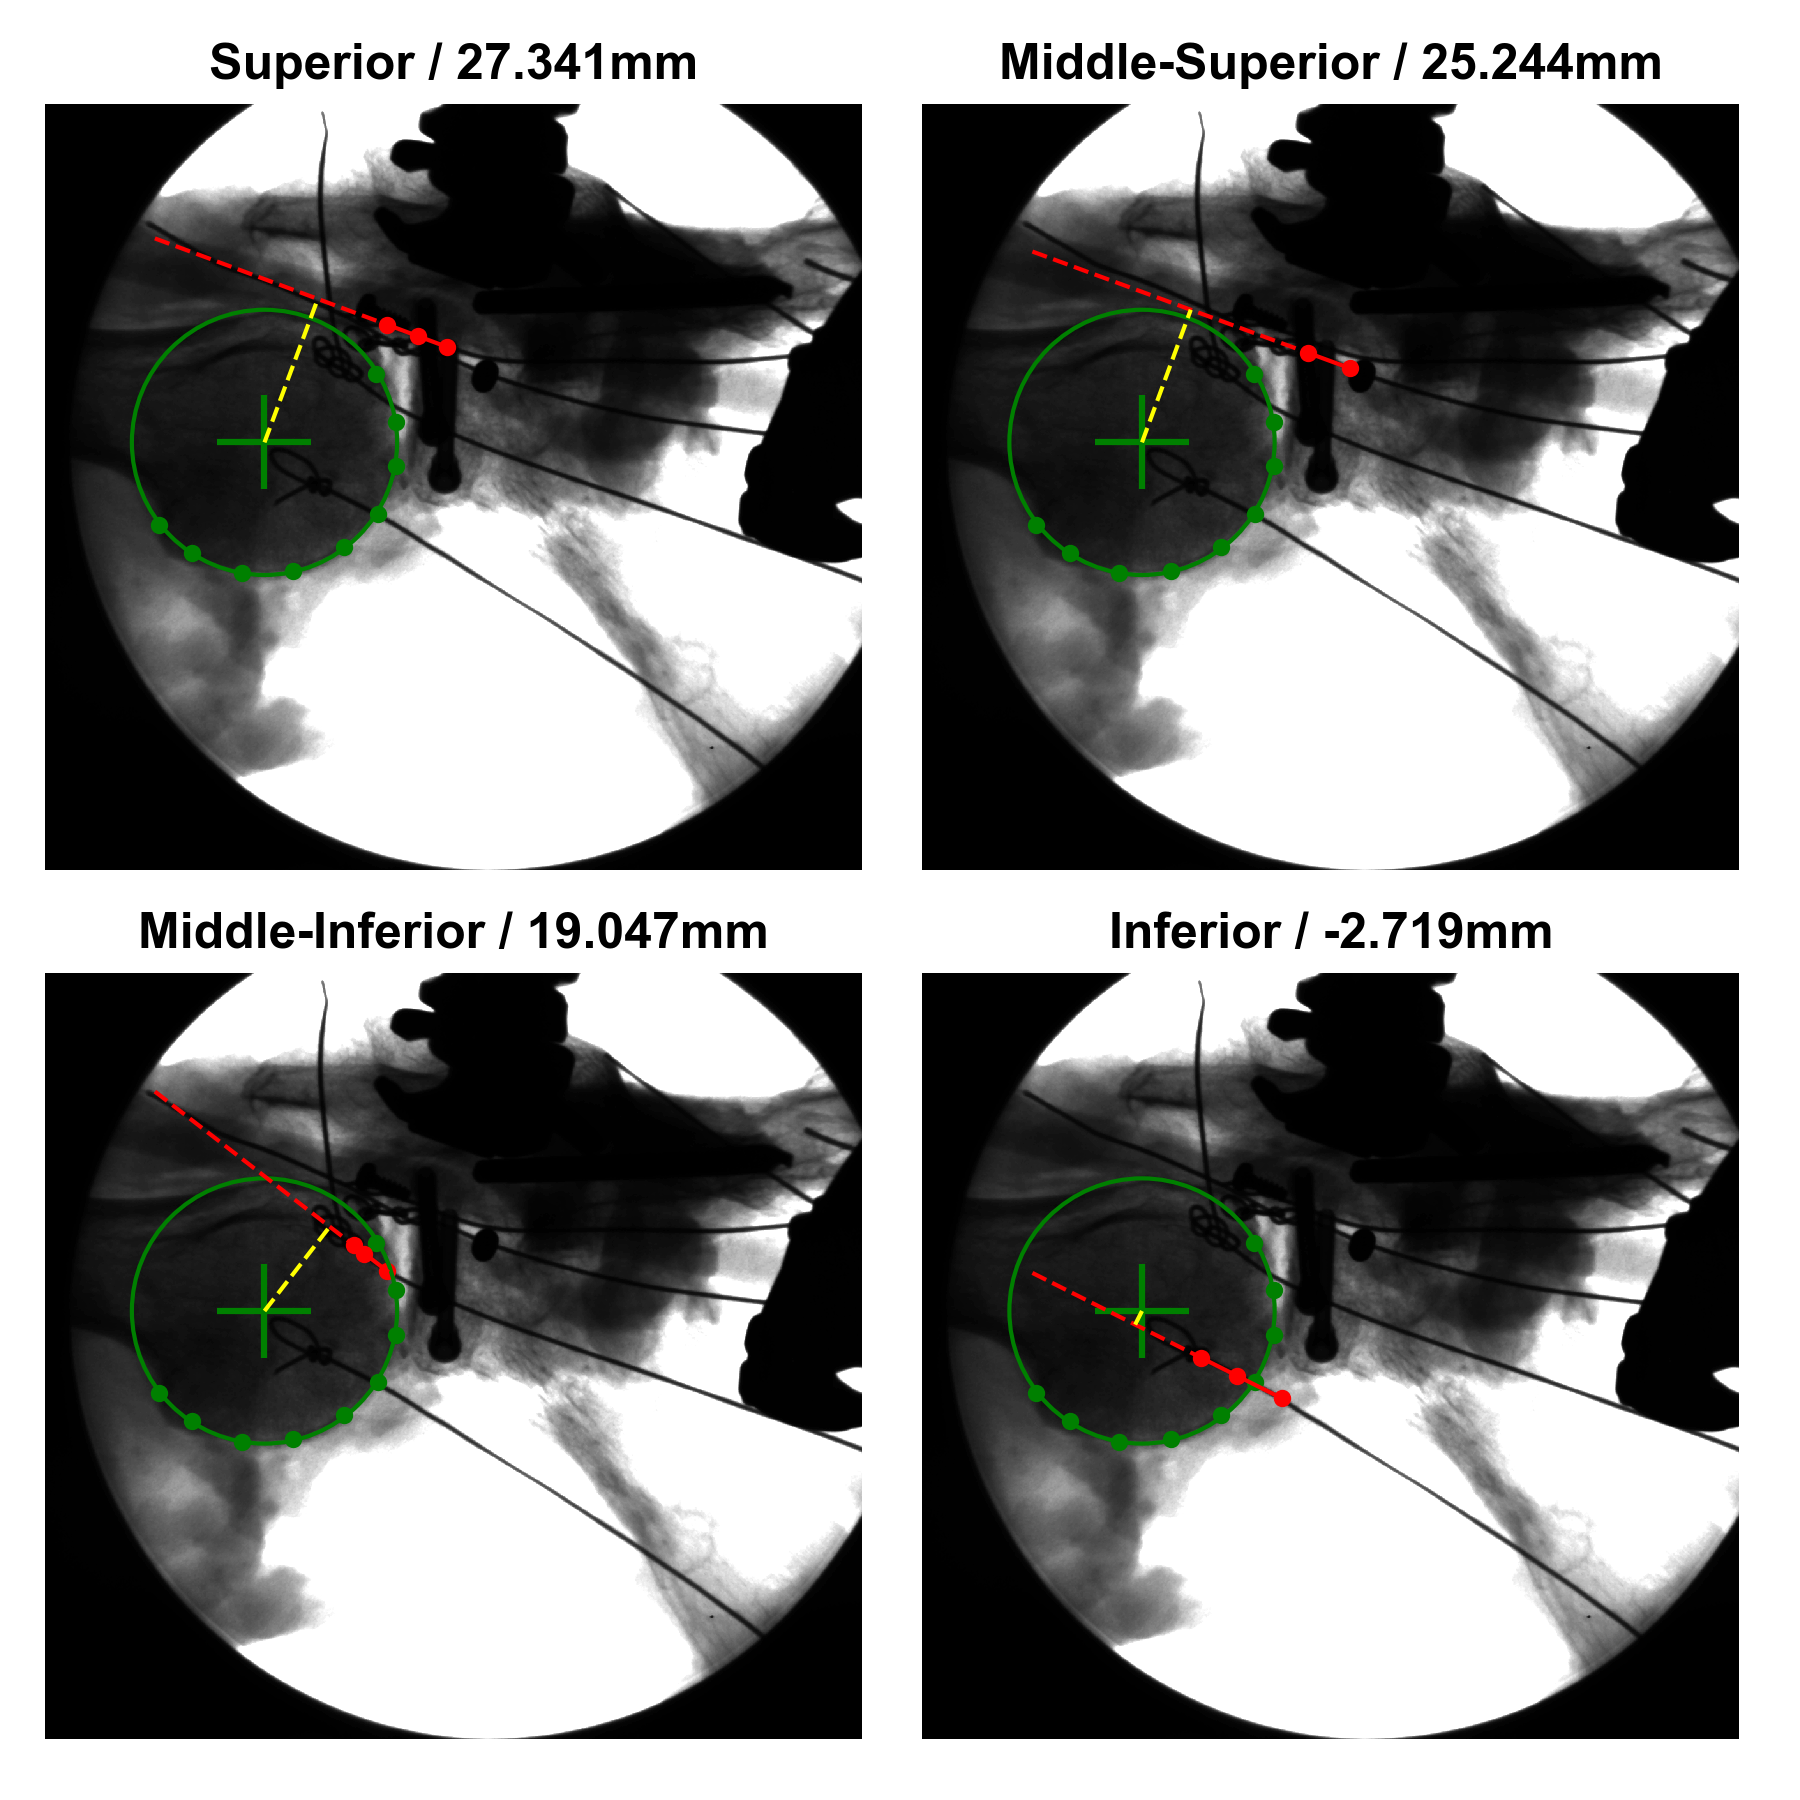 Superior / 27.341mm
Middle-Superior / 25.244mm
Middle-Inferior / 19.047mm
Inferior / -2.719mm